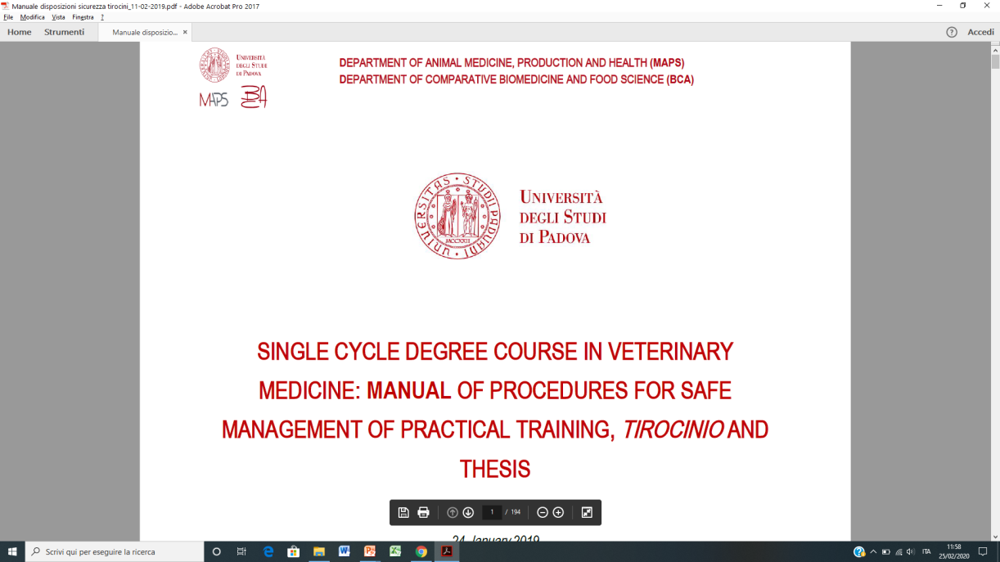 Manuale disposizioni sicurezza tirocini_11-02-2019.pdf - Adobe Acrobat Pro 2017
File Modifica Vista Finestra ?
Home Strumenti Manuale disposizio... × Accedi
UNIVERSITÀ
DEGLI STUDI
DI PADOVA
MAPS BCA
DEPARTMENT OF ANIMAL MEDICINE, PRODUCTION AND HEALTH (MAPS)
DEPARTMENT OF COMPARATIVE BIOMEDICINE AND FOOD SCIENCE (BCA)
UNIVERSITAS STUDII PADUANI
MCCXXII
UNIVERSITÀ
DEGLI STUDI
DI PADOVA
SINGLE CYCLE DEGREE COURSE IN VETERINARY
MEDICINE: MANUAL OF PROCEDURES FOR SAFE
MANAGEMENT OF PRACTICAL TRAINING, TIROCINIO AND
THESIS
1 / 194
24 January 2019
Scrivi qui per eseguire la ricerca
ITA
11:58
25/02/2020